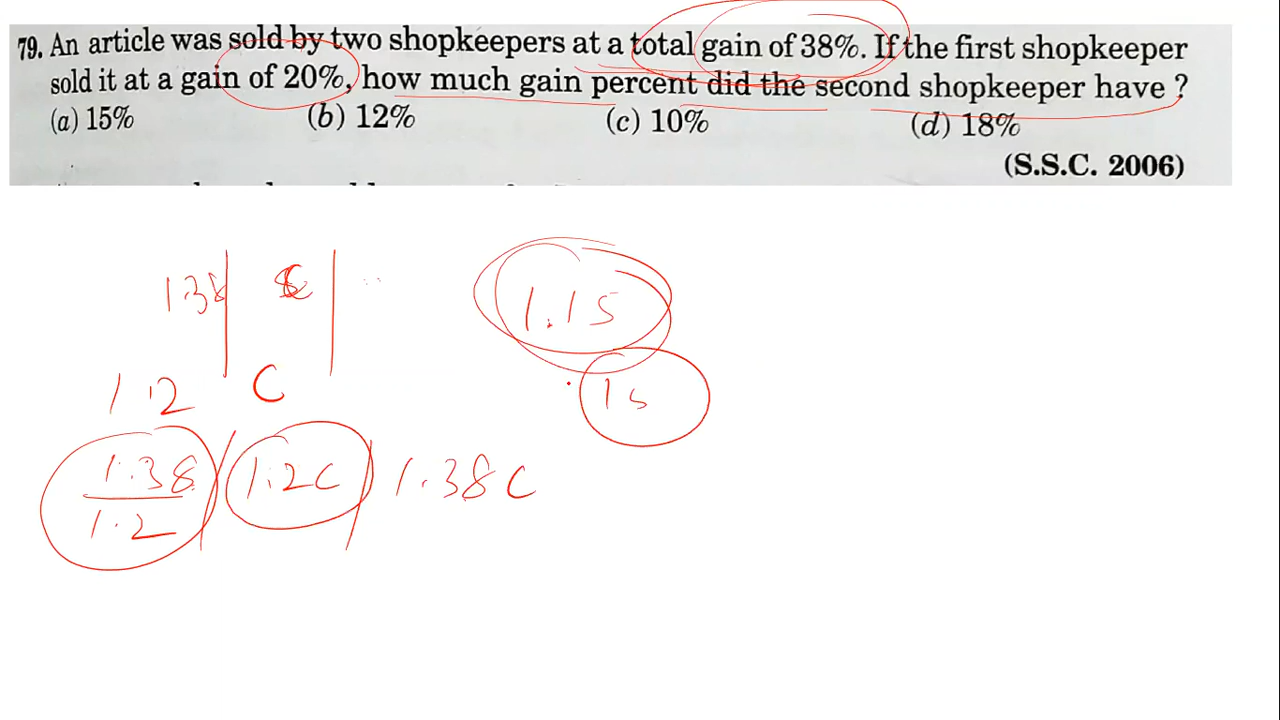 79. An article was sold by two shopkeepers at a total gain of 38%. If the first shopkeeper
sold it at a gain of 20%, how much gain percent did the second shopkeeper have ?
(a) 15% (b) 12% (c) 10% (d) 18%
(S.S.C. 2006)
1.38 1.15
1.2 C 15
1.38 1.2C 1.38C
1.2